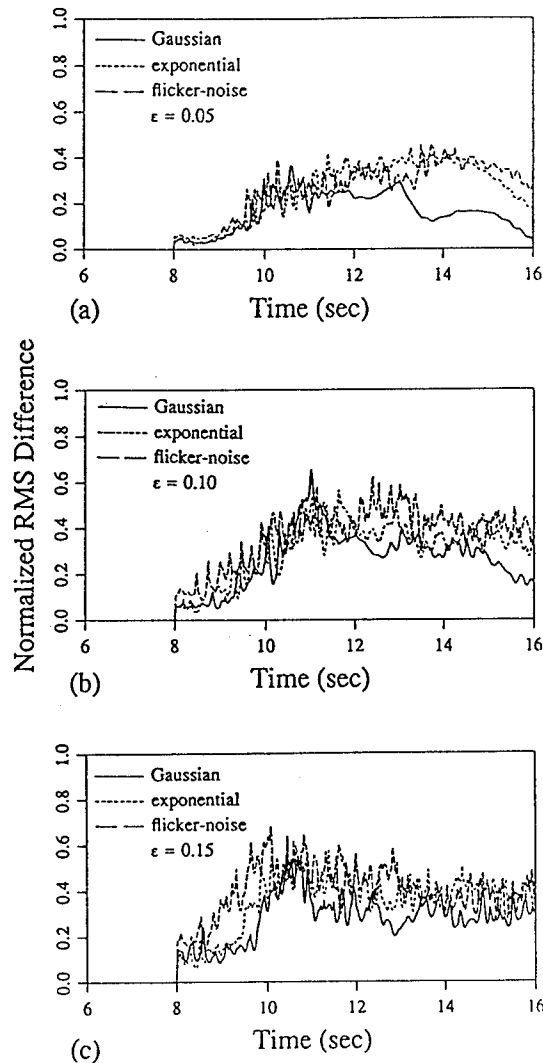 Normalized RMS Difference
1.0
0.8
0.6
0.4
0.2
0.0
Gaussian
exponential
flicker-noise
ε = 0.05
6 8 10 12 14 16
(a) Time (sec)
1.0
0.8
0.6
0.4
0.2
0.0
Gaussian
exponential
flicker-noise
ε = 0.10
6 8 10 12 14 16
(b) Time (sec)
1.0
0.8
0.6
0.4
0.2
0.0
Gaussian
exponential
flicker-noise
ε = 0.15
6 8 10 12 14 16
(c) Time (sec)